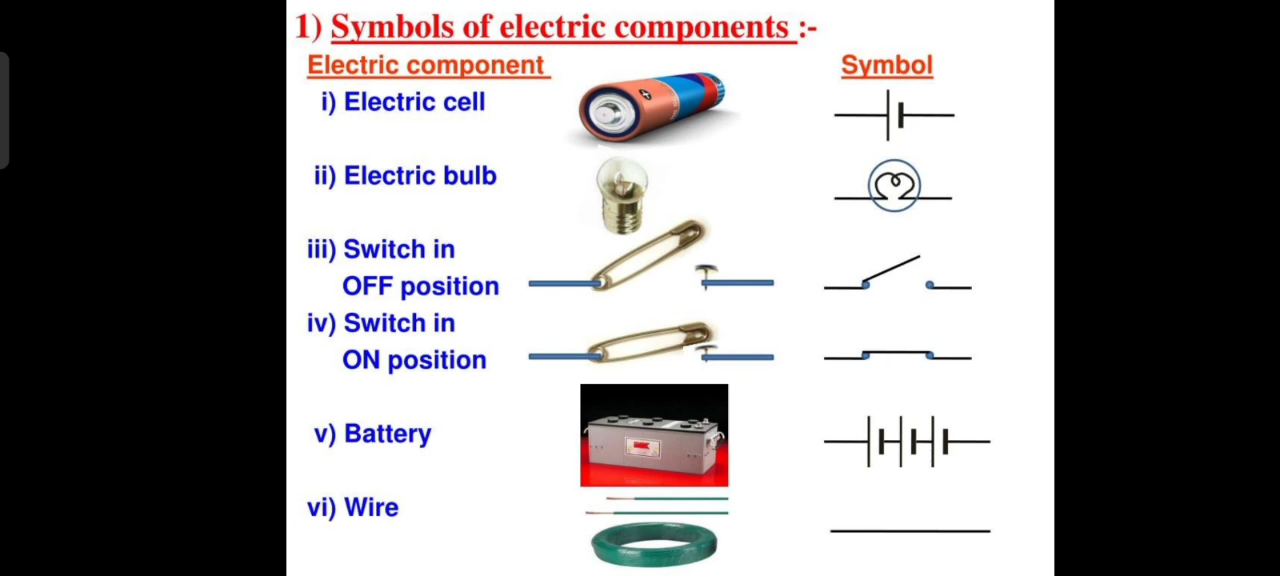 1) Symbols of electric components :-
Electric component Symbol
i) Electric cell
ii) Electric bulb
iii) Switch in
OFF position
iv) Switch in
ON position
v) Battery
vi) Wire